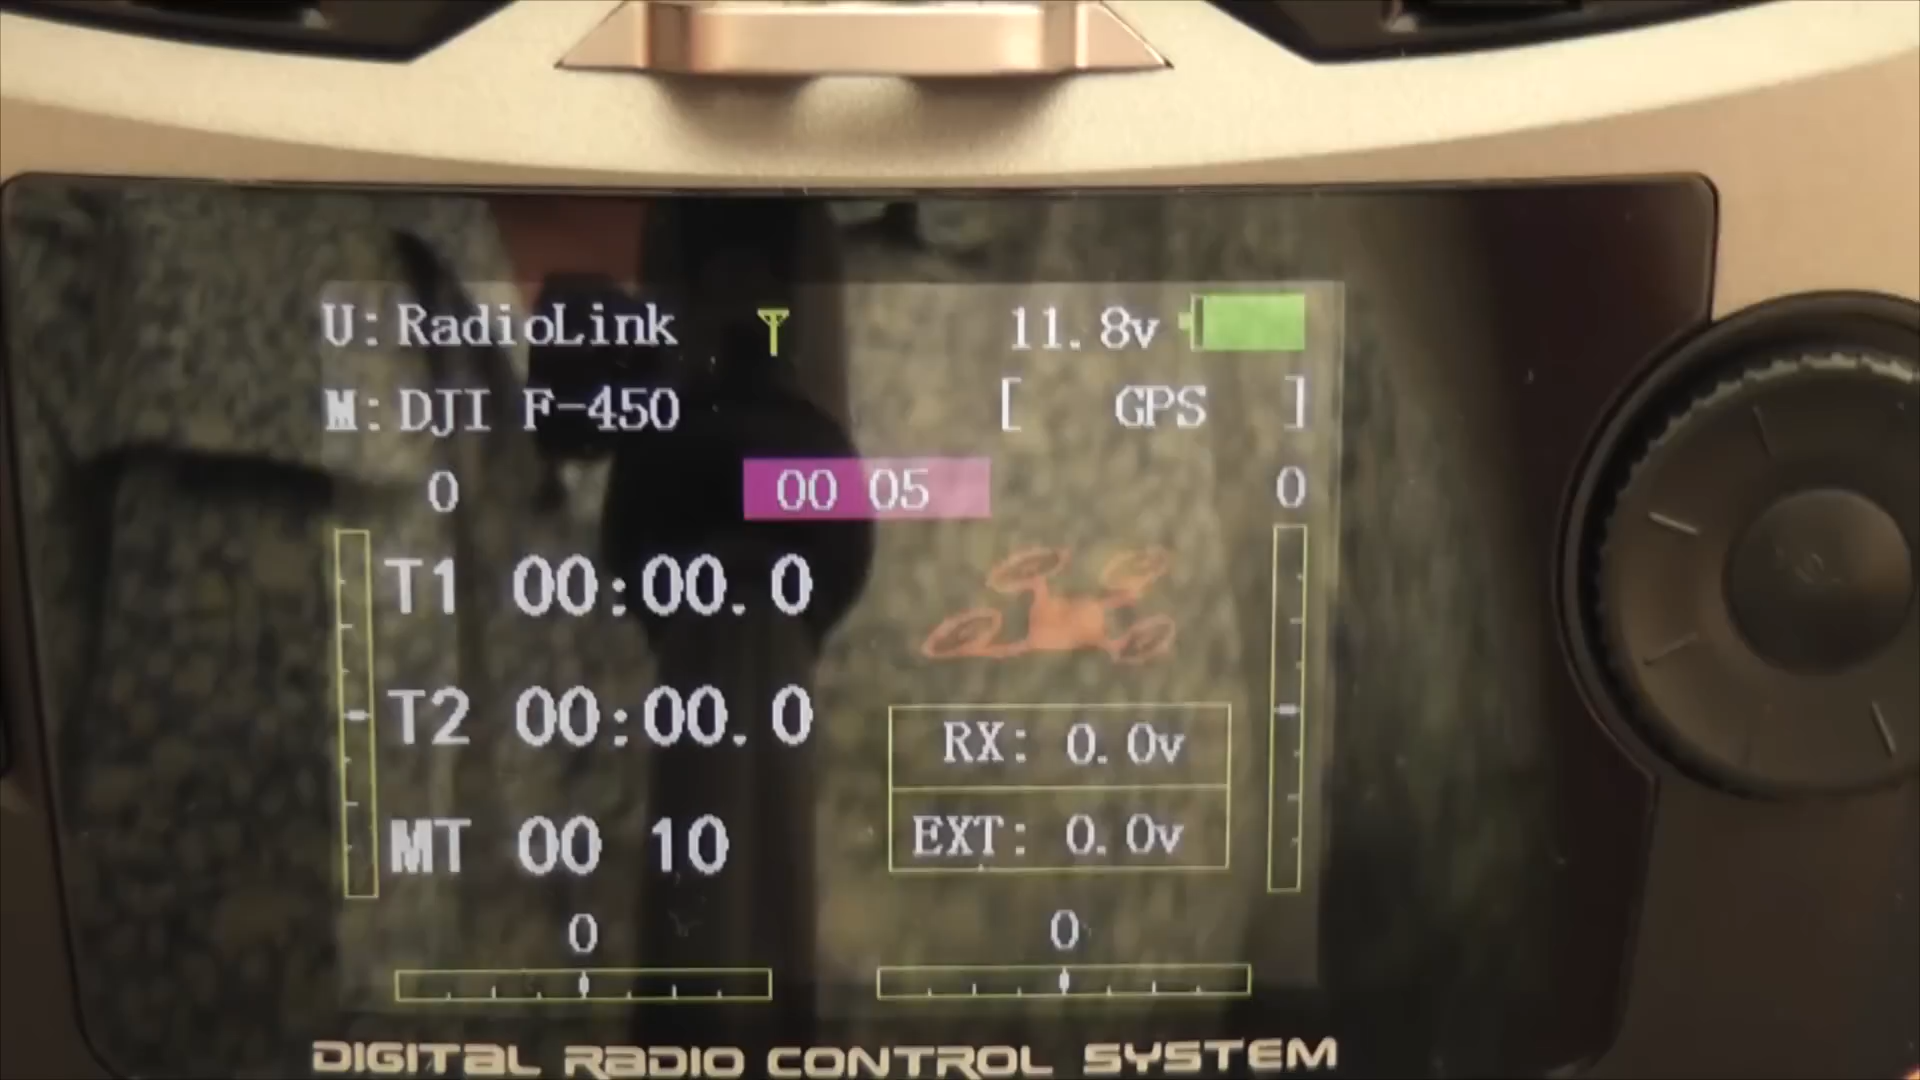 U: RadioLink 11.8v
M: DJI F-450 [ GPS ]
0 00 05 0
T1 00:00.0
T2 00:00.0
RX: 0.0v
EXT: 0.0v
MT 00 10
0 0
DIGITAL RADIO CONTROL SYSTEM